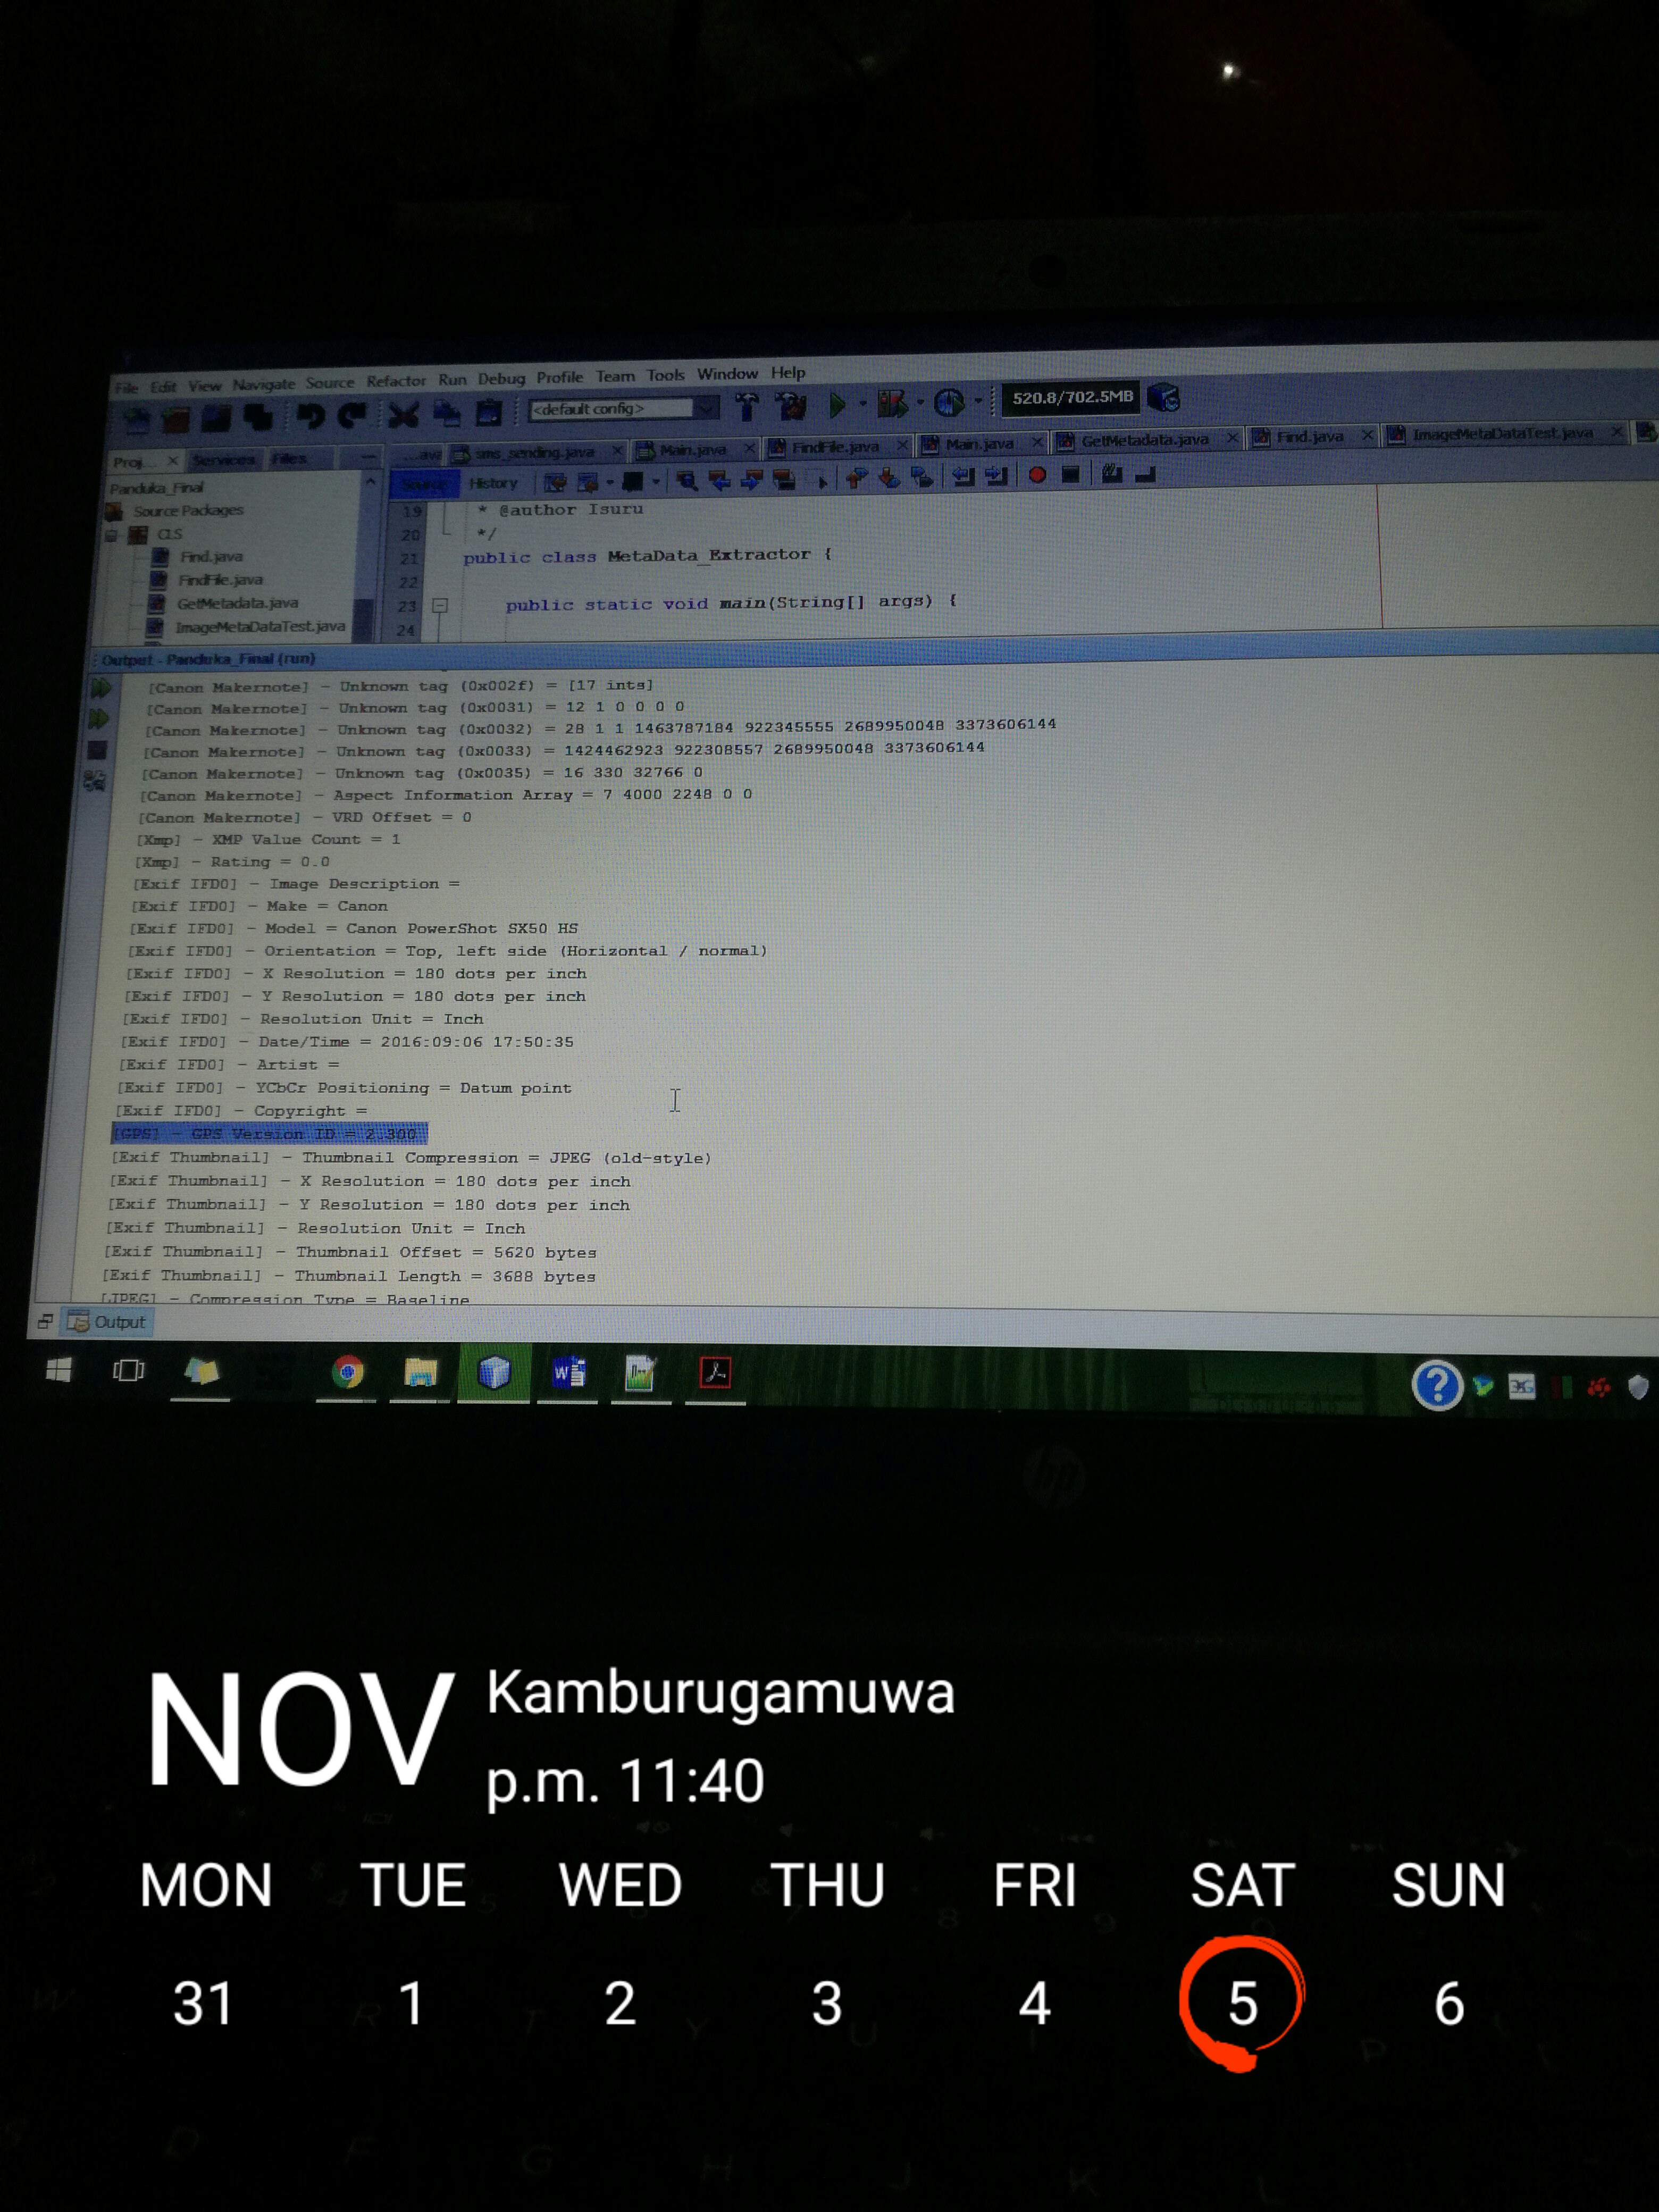 File Edit View Navigate Source Refactor Run Debug Profile Team Tools Window Help
<default config>
520.8/702.5MB
Proj... Services Files
...ava sms_sending.java Main.java FindFile.java Main.java GetMetadata.java Find.java ImageMetaDataTest.java
Source History
Panduka_Final
Source Packages
CLS
Find.java
FindFile.java
GetMetadata.java
ImageMetaDataTest.java
19 * @author Isuru
20 */
21 public class MetaData_Extractor {
22
23 public static void main(String[] args) {
24
Output - Panduka_Final (run)
[Canon Makernote] - Unknown tag (0x002f) = [17 ints]
[Canon Makernote] - Unknown tag (0x0031) = 12 1 0 0 0 0
[Canon Makernote] - Unknown tag (0x0032) = 28 1 1 1463787184 922345555 2689950048 3373606144
[Canon Makernote] - Unknown tag (0x0033) = 1424462923 922308557 2689950048 3373606144
[Canon Makernote] - Unknown tag (0x0035) = 16 330 32766 0
[Canon Makernote] - Aspect Information Array = 7 4000 2248 0 0
[Canon Makernote] - VRD Offset = 0
[Xmp] - XMP Value Count = 1
[Xmp] - Rating = 0.0
[Exif IFD0] - Image Description =
[Exif IFD0] - Make = Canon
[Exif IFD0] - Model = Canon PowerShot SX50 HS
[Exif IFD0] - Orientation = Top, left side (Horizontal / normal)
[Exif IFD0] - X Resolution = 180 dots per inch
[Exif IFD0] - Y Resolution = 180 dots per inch
[Exif IFD0] - Resolution Unit = Inch
[Exif IFD0] - Date/Time = 2016:09:06 17:50:35
[Exif IFD0] - Artist =
[Exif IFD0] - YCbCr Positioning = Datum point
[Exif IFD0] - Copyright =
[GPS] - GPS Version ID = 2.300
[Exif Thumbnail] - Thumbnail Compression = JPEG (old-style)
[Exif Thumbnail] - X Resolution = 180 dots per inch
[Exif Thumbnail] - Y Resolution = 180 dots per inch
[Exif Thumbnail] - Resolution Unit = Inch
[Exif Thumbnail] - Thumbnail Offset = 5620 bytes
[Exif Thumbnail] - Thumbnail Length = 3688 bytes
[JPEG] - Compression Type = Baseline
Output
3G
hp
NOV
Kamburugamuwa
p.m. 11:40
MON TUE WED THU FRI SAT SUN
31 1 2 3 4 5 6